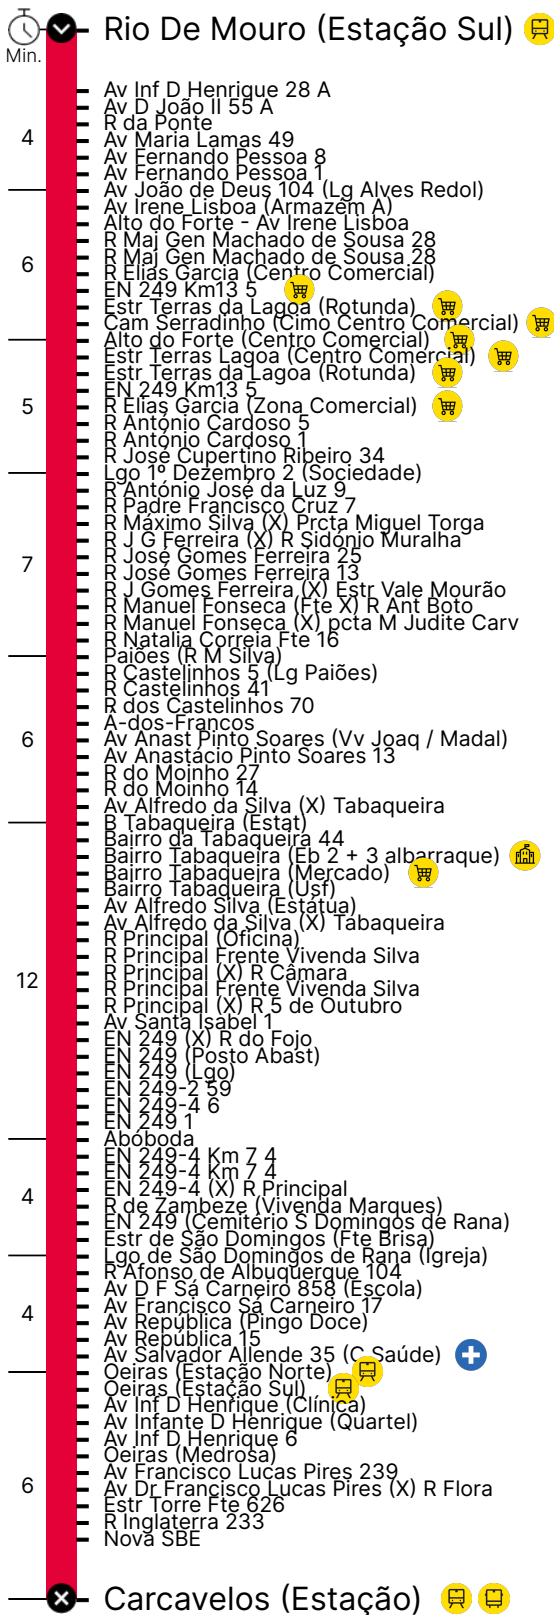 Rio De Mouro (Estação Sul)
Min.
Av Inf D Henrique 28 A
Av D João II 55 A
R da Ponte
4
Av Maria Lamas 49
Av Fernando Pessoa 8
Av Fernando Pessoa 1
Av João de Deus 104 (Lg Alves Redol)
Av Irene Lisboa (Armazém A)
Alto do Forte - Av Irene Lisboa
R Maj Gen Machado de Sousa 28
R Maj Gen Machado de Sousa 28
6
R Elias Garcia (Centro Comercial)
EN 249 Km13 5
Estr Terras da Lagoa (Rotunda)
Cam Serradinho (Cimo Centro Comercial)
Alto do Forte (Centro Comercial)
Estr Terras Lagoa (Centro Comercial)
Estr Terras da Lagoa (Rotunda)
EN 249 Km13 5
5
R Elias Garcia (Zona Comercial)
R António Cardoso 5
R António Cardoso 1
R José Cupertino Ribeiro 34
Lgo 1º Dezembro 2 (Sociedade)
R António José da Luz 9
R Padre Francisco Cruz 7
R Máximo Silva (X) Prcta Miguel Torga
R J G Ferreira (X) R Sidónio Muralha
R José Gomes Ferreira 25
7
R José Gomes Ferreira 13
R J Gomes Ferreira (X) Estr Vale Mourão
R Manuel Fonseca (Fte X) R Ant Boto
R Manuel Fonseca (X) pcta M Judite Carv
R Natalia Correia Fte 16
Paiões (R M Silva)
R Castelinhos 5 (Lg Paiões)
R Castelinhos 41
R dos Castelinhos 70
A-dos-Francos
6
Av Anast Pinto Soares (Vv Joaq / Madal)
Av Anastácio Pinto Soares 13
R do Moinho 27
R do Moinho 14
Av Alfredo da Silva (X) Tabaqueira
B Tabaqueira (Estat)
Bairro da Tabaqueira 44
Bairro Tabaqueira (Eb 2 + 3 albarraque)
Bairro Tabaqueira (Mercado)
Bairro Tabaqueira (Usf)
Av Alfredo Silva (Estátua)
Av Alfredo da Silva (X) Tabaqueira
R Principal (Oficina)
R Principal Frente Vivenda Silva
R Principal (X) R Câmara
12
R Principal Frente Vivenda Silva
R Principal (X) R 5 de Outubro
Av Santa Isabel 1
EN 249 (X) R do Fojo
EN 249 (Posto Abast)
EN 249 (Lgo)
EN 249-2 59
EN 249-4 6
EN 249 1
Abóboda
EN 249-4 Km 7 4
EN 249-4 Km 7 4
EN 249-4 (X) R Principal
4
R de Zambeze (Vivenda Marques)
EN 249 (Cemitério S Domingos de Rana)
Estr de São Domingos (Fte Brisa)
Lgo de São Domingos de Rana (Igreja)
R Afonso de Albuquerque 104
Av D F Sá Carneiro 858 (Escola)
Av Francisco Sá Carneiro 17
4
Av República (Pingo Doce)
Av República 15
Av Salvador Allende 35 (C Saúde)
Oeiras (Estação Norte)
Oeiras (Estação Sul)
Av Inf D Henrique (Clínica)
Av Infante D Henrique (Quartel)
Av Inf D Henrique 6
Oeiras (Medrosa)
Av Francisco Lucas Pires 239
6
Av Dr Francisco Lucas Pires (X) R Flora
Estr Torre Fte 626
R Inglaterra 233
Nova SBE
Carcavelos (Estação)